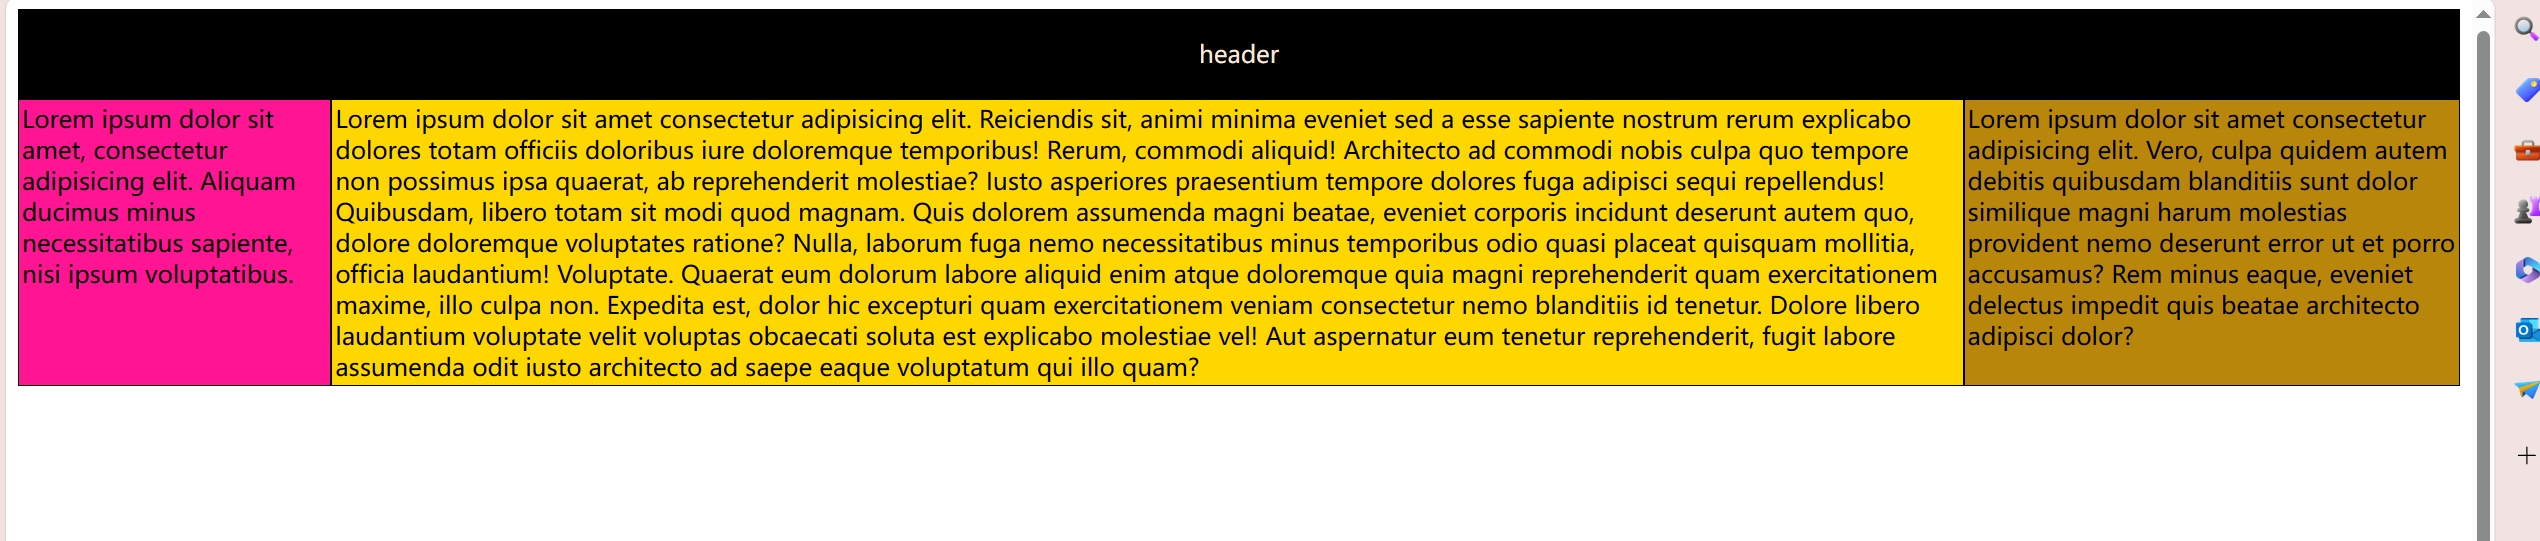 header
Lorem ipsum dolor sit
amet, consectetur
adipisicing elit. Aliquam
ducimus minus
necessitatibus sapiente,
nisi ipsum voluptatibus.
Lorem ipsum dolor sit amet consectetur adipisicing elit. Reiciendis sit, animi minima eveniet sed a esse sapiente nostrum rerum explicabo
dolores totam officiis doloribus iure doloremque temporibus! Rerum, commodi aliquid! Architecto ad commodi nobis culpa quo tempore
non possimus ipsa quaerat, ab reprehenderit molestiae? Iusto asperiores praesentium tempore dolores fuga adipisci sequi repellendus!
Quibusdam, libero totam sit modi quod magnam. Quis dolorem assumenda magni beatae, eveniet corporis incidunt deserunt autem quo,
dolore doloremque voluptates ratione? Nulla, laborum fuga nemo necessitatibus minus temporibus odio quasi placeat quisquam mollitia,
officia laudantium! Voluptate. Quaerat eum dolorum labore aliquid enim atque doloremque quia magni reprehenderit quam exercitationem
maxime, illo culpa non. Expedita est, dolor hic excepturi quam exercitationem veniam consectetur nemo blanditiis id tenetur. Dolore libero
laudantium voluptate velit voluptas obcaecati soluta est explicabo molestiae vel! Aut aspernatur eum tenetur reprehenderit, fugit labore
assumenda odit iusto architecto ad saepe eaque voluptatum qui illo quam?
Lorem ipsum dolor sit amet consectetur
adipisicing elit. Vero, culpa quidem autem
debitis quibusdam blanditiis sunt dolor
similique magni harum molestias
provident nemo deserunt error ut et porro
accusamus? Rem minus eaque, eveniet
delectus impedit quis beatae architecto
adipisci dolor?